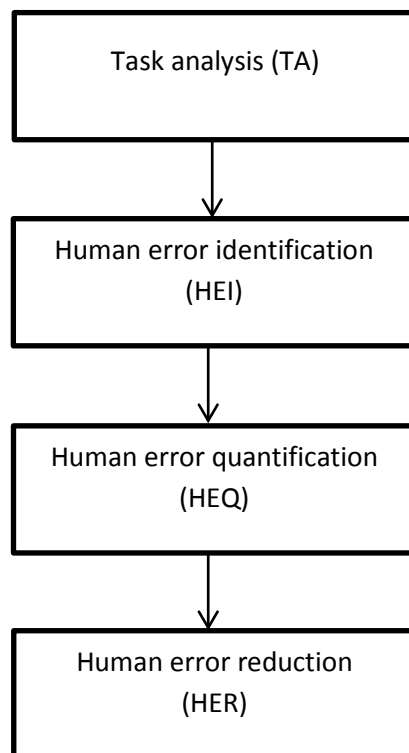 Task analysis (TA)
Human error identification
(HEI)
Human error quantification
(HEQ)
Human error reduction
(HER)